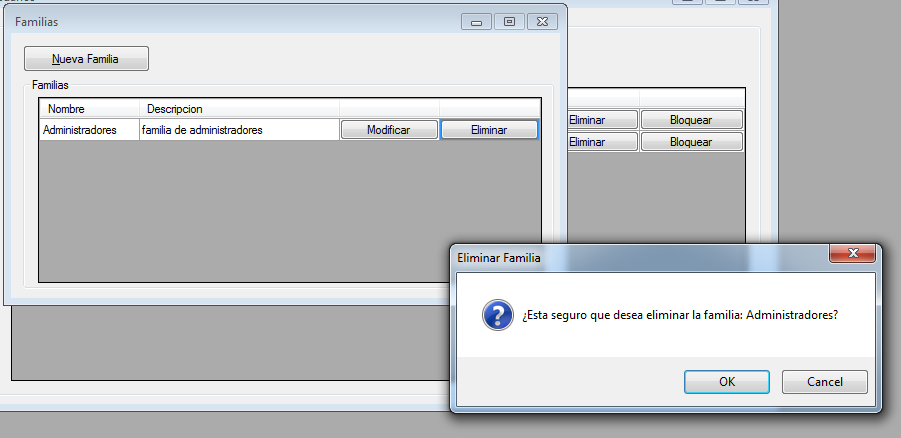 Familias
Nueva Familia
Familias
Nombre Descripcion
Administradores familia de administradores Modificar Eliminar
Eliminar Bloquear
Eliminar Bloquear
Eliminar Familia
¿Esta seguro que desea eliminar la familia: Administradores?
OK Cancel